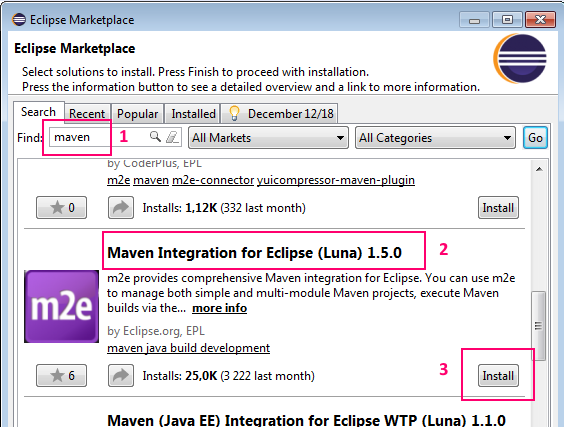 Eclipse Marketplace
Eclipse Marketplace
Select solutions to install. Press Finish to proceed with installation.
Press the information button to see a detailed overview and a link to more information.
Search Recent Popular Installed December 12/18
Find: maven 1 All Markets All Categories Go
by CoderPlus, EPL
m2e maven m2e-connector yuicompressor-maven-plugin
0 Installs: 1,12K (332 last month) Install
Maven Integration for Eclipse (Luna) 1.5.0 2
m2e
m2e provides comprehensive Maven integration for Eclipse. You can use m2e
to manage both simple and multi-module Maven projects, execute Maven
builds via the... more info
by Eclipse.org, EPL
maven java build development
6 Installs: 25,0K (3 222 last month) 3 Install
Maven (Java EE) Integration for Eclipse WTP (Luna) 1.1.0